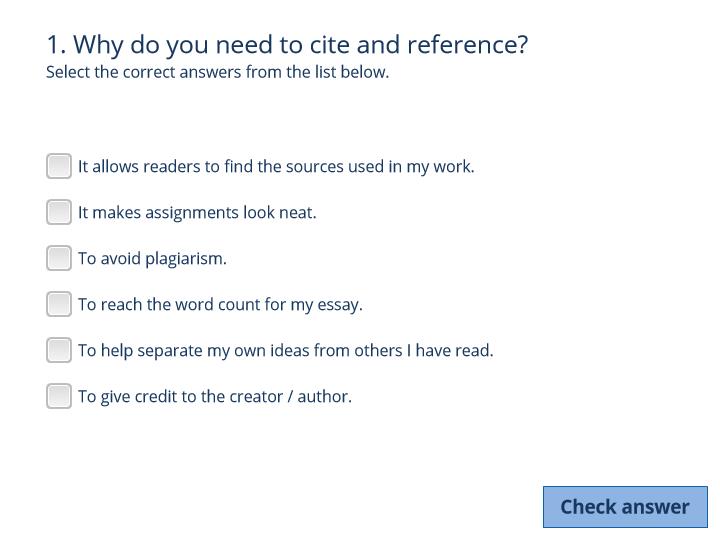 1. Why do you need to cite and reference?
Select the correct answers from the list below.
It allows readers to find the sources used in my work.
It makes assignments look neat.
To avoid plagiarism.
To reach the word count for my essay.
To help separate my own ideas from others I have read.
To give credit to the creator / author.
Check answer